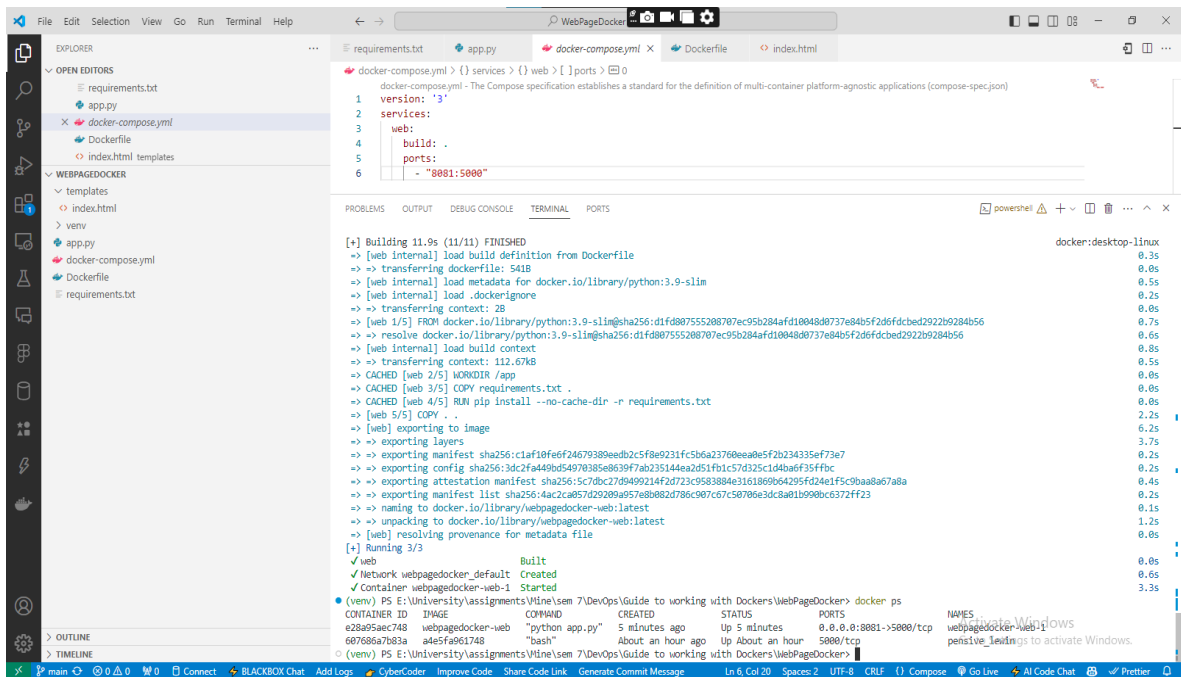 File Edit Selection View Go Run Terminal Help
WebPageDocker
EXPLORER
OPEN EDITORS
requirements.txt
app.py
docker-compose.yml
Dockerfile
index.html templates
WEBPAGEDOCKER
templates
index.html
venv
app.py
docker-compose.yml
Dockerfile
requirements.txt
OUTLINE
TIMELINE
requirements.txt app.py docker-compose.yml Dockerfile index.html
docker-compose.yml > {} services > {} web > [ ] ports > 0
docker-compose.yml - The Compose specification establishes a standard for the definition of multi-container platform-agnostic applications (compose-spec.json)
1 version: '3'
2 services:
3 web:
4 build: .
5 ports:
6 - "8081:5000"
PROBLEMS OUTPUT DEBUG CONSOLE TERMINAL PORTS powershell
[+] Building 11.9s (11/11) FINISHED docker:desktop-linux
=> [web internal] load build definition from Dockerfile 0.3s
=> => transferring dockerfile: 541B 0.0s
=> [web internal] load metadata for docker.io/library/python:3.9-slim 0.5s
=> [web internal] load .dockerignore 0.2s
=> => transferring context: 2B 0.0s
=> [web 1/5] FROM docker.io/library/python:3.9-slim@sha256:d1fd807555208707ec95b284afd10048d0737e84b5f2d6fdcbed2922b9284b56 0.7s
=> => resolve docker.io/library/python:3.9-slim@sha256:d1fd807555208707ec95b284afd10048d0737e84b5f2d6fdcbed2922b9284b56 0.6s
=> [web internal] load build context 0.8s
=> => transferring context: 112.67kB 0.5s
=> CACHED [web 2/5] WORKDIR /app 0.0s
=> CACHED [web 3/5] COPY requirements.txt . 0.0s
=> CACHED [web 4/5] RUN pip install --no-cache-dir -r requirements.txt 0.0s
=> [web 5/5] COPY . . 2.2s
=> [web] exporting to image 6.2s
=> => exporting layers 3.7s
=> => exporting manifest sha256:c1af10fe6f24679389eedb2c5f8e9231fc5b6a23760eea0e5f2b234335ef73e7 0.2s
=> => exporting config sha256:3dc2fa449bd54970385e8639f7ab235144ea2d51fb1c57d325c1d4ba6f35ffbc 0.2s
=> => exporting attestation manifest sha256:5c7dbc27d9499214f2d723c9583884e3161869b64295fd24e1f5c9baa8a67a8a 0.4s
=> => exporting manifest list sha256:4ac2ca057d29209a957e8b082d786c907c67c50706e3dc8a01b990bc6372ff23 0.2s
=> => naming to docker.io/library/webpagedocker-web:latest 0.1s
=> => unpacking to docker.io/library/webpagedocker-web:latest 1.2s
=> [web] resolving provenance for metadata file 0.0s
[+] Running 3/3
✓web Built 0.0s
✓Network webpagedocker_default Created 0.6s
✓Container webpagedocker-web-1 Started 3.3s
(venv) PS E:\University\assignments\Mine\sem 7\DevOps\Guide to working with Dockers\WebPageDocker> docker ps
CONTAINER ID IMAGE COMMAND CREATED STATUS PORTS NAMES
e28a95aec748 webpagedocker-web "python app.py" 5 minutes ago Up 5 minutes 0.0.0.0:8081->5000/tcp webpagedocker-web-1
607686a7b83a a4e5fa961748 "bash" About an hour ago Up About an hour 5000/tcp pensive_lewin
(venv) PS E:\University\assignments\Mine\sem 7\DevOps\Guide to working with Dockers\WebPageDocker>
Activate Windows
to activate Windows.
main 0 0 0 Connect BLACKBOX Chat Add Logs CyberCoder Improve Code Share Code Link Generate Commit Message Ln 6, Col 20 Spaces: 2 UTF-8 CRLF {} Compose Go Live AI Code Chat Prettier